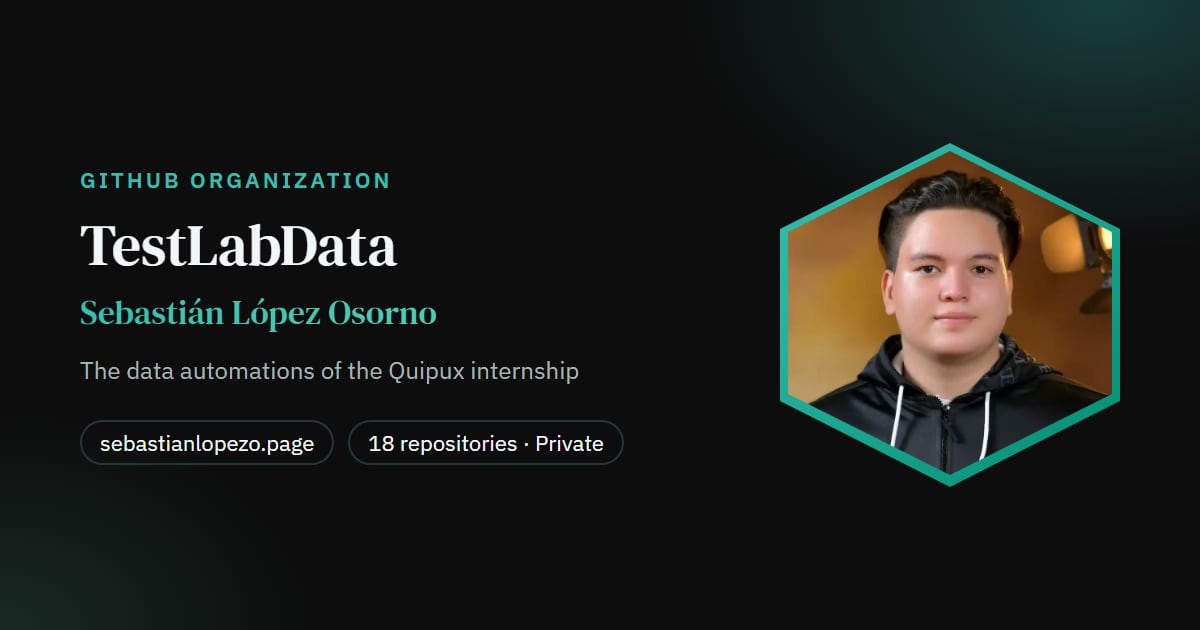 GITHUB ORGANIZATION
TestLabData
Sebastián López Osorno
The data automations of the Quipux internship
sebastianlopezo.page
18 repositories · Private